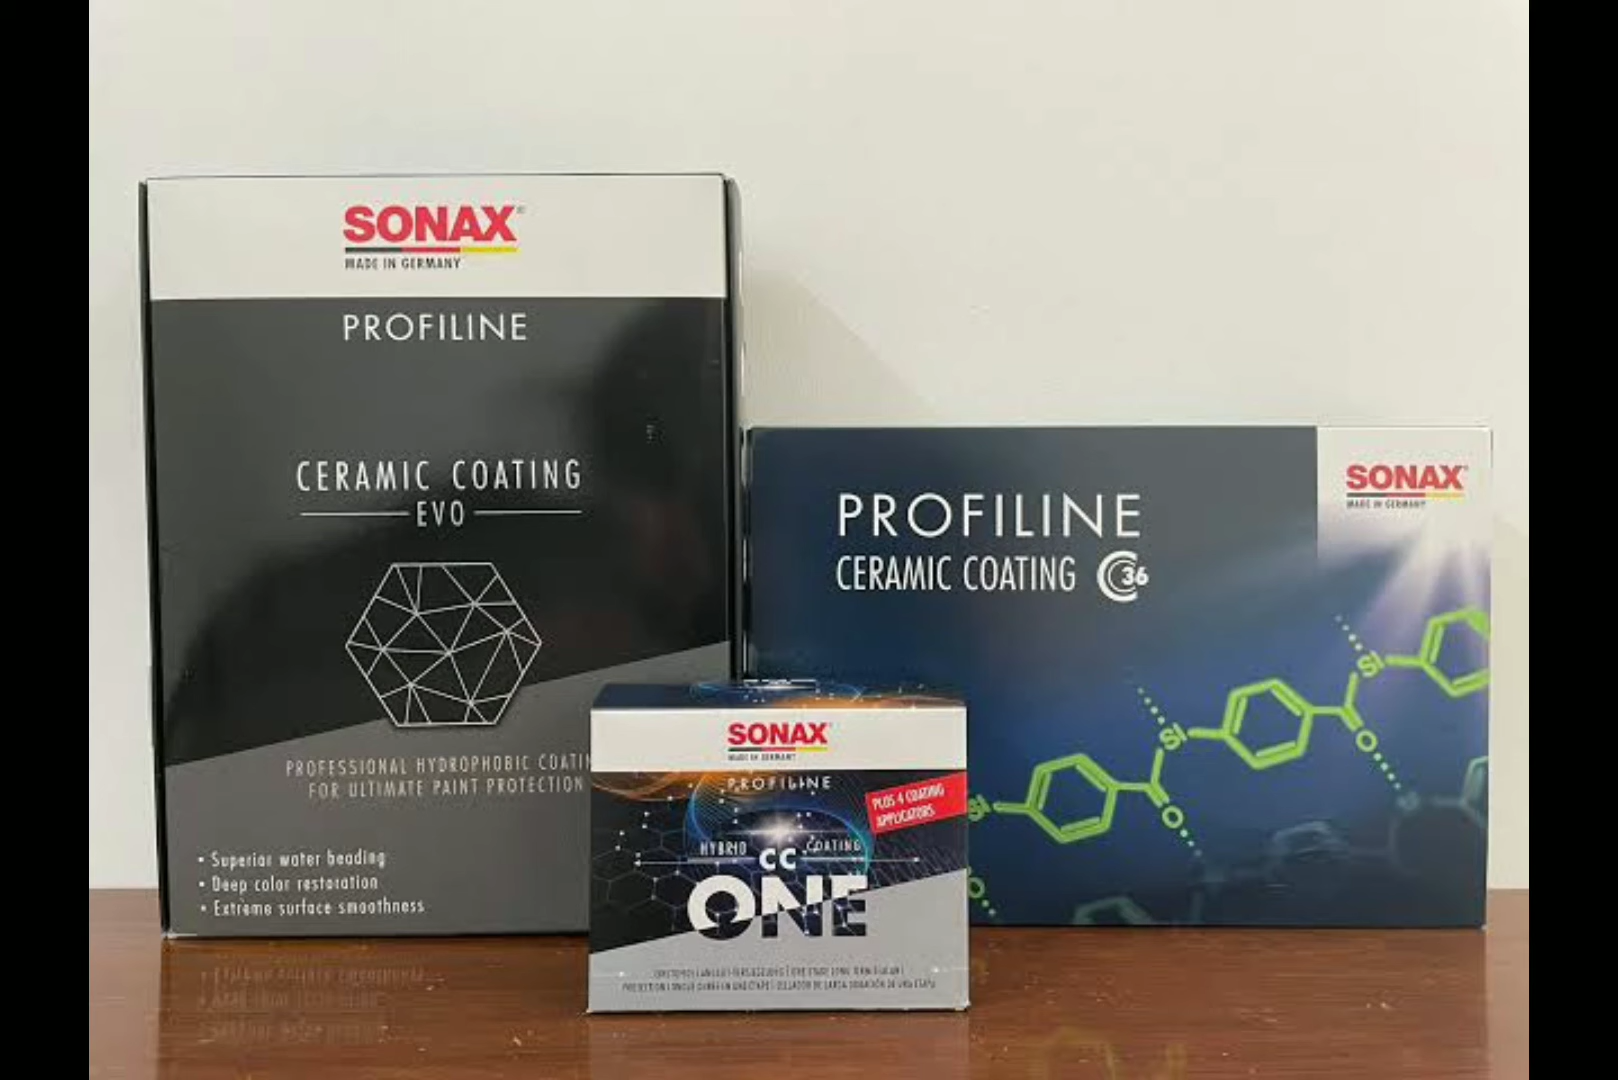 SONAX
MADE IN GERMANY
PROFILINE
CERAMIC COATING
EVO
PROFESSIONAL HYDROPHOBIC COATIN
FOR ULTIMATE PAINT PROTECTION
• Superior water beading
• Deep color restoration
• Extreme surface smoothness
SONAX
MADE IN GERMANY
PROFILINE
PLUS 4 COATING
APPLICATORS
HYBRID COATING
CC
ONE
SONAX
MADE IN GERMANY
PROFILINE
CERAMIC COATING CC36
Si
Si
Si
O
O
O